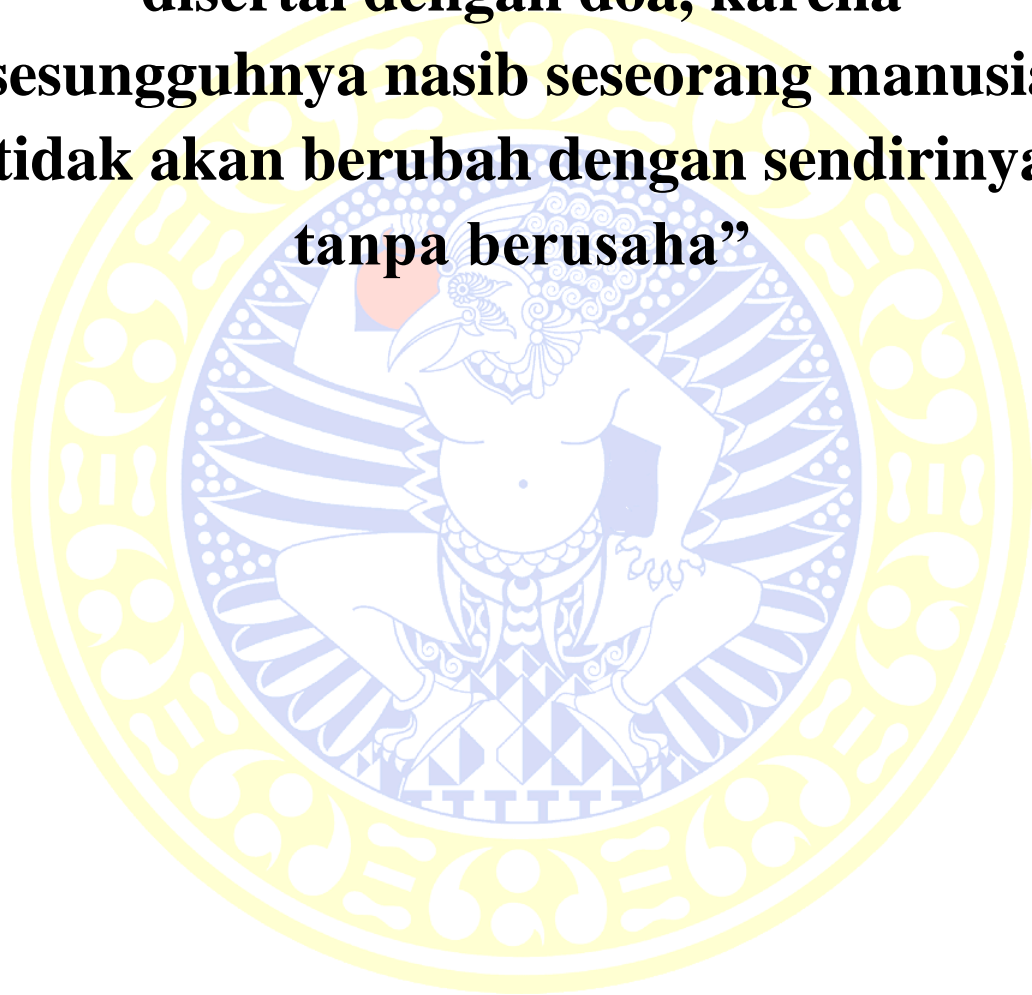 disertai dengan doa, karena
sesungguhnya nasib seseorang manusia
tidak akan berubah dengan sendirinya
tanpa berusaha”